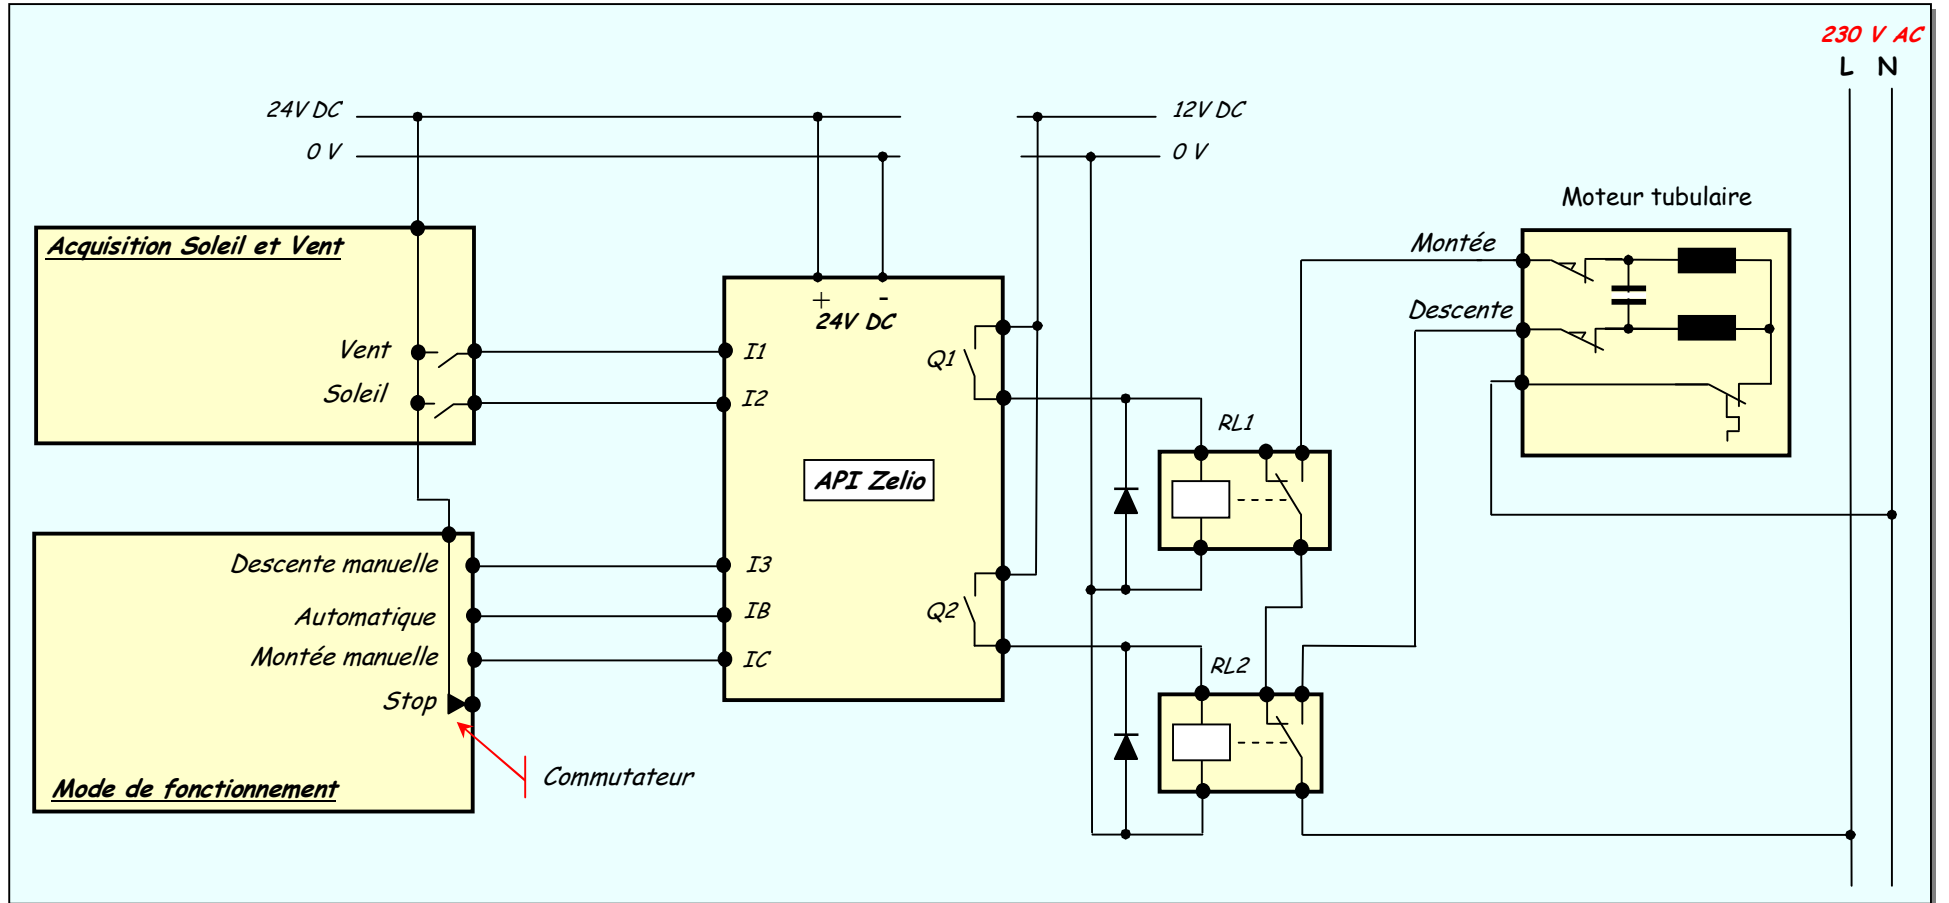 230 V AC
L N
24V DC
12V DC
0 V
0 V
Moteur tubulaire
Acquisition Soleil et Vent
Montée
+ -
24V DC
Descente
Vent
I1
Q1
Soleil
I2
RL1
API Zelio
Descente manuelle
I3
Automatique
IB
Q2
Montée manuelle
IC
RL2
Stop
Commutateur
Mode de fonctionnement